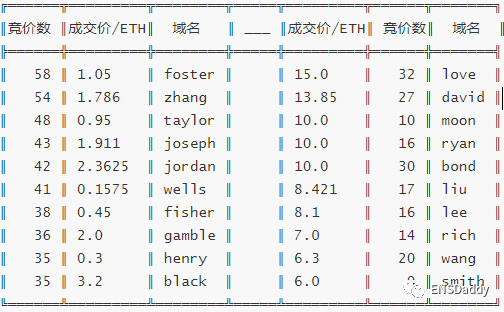 竞价数 成交价/ETH 域名 ___ 成交价/ETH 竞价数 域名
58 1.05 foster 15.0 32 love
54 1.786 zhang 13.85 27 david
48 0.95 taylor 10.0 10 moon
43 1.911 joseph 10.0 16 ryan
42 2.3625 jordan 10.0 30 bond
41 0.1575 wells 8.421 17 liu
38 0.45 fisher 8.1 16 lee
36 2.0 gamble 7.0 14 rich
35 0.3 henry 6.3 20 wang
35 3.2 black 6.0 smith
ENSDaddy